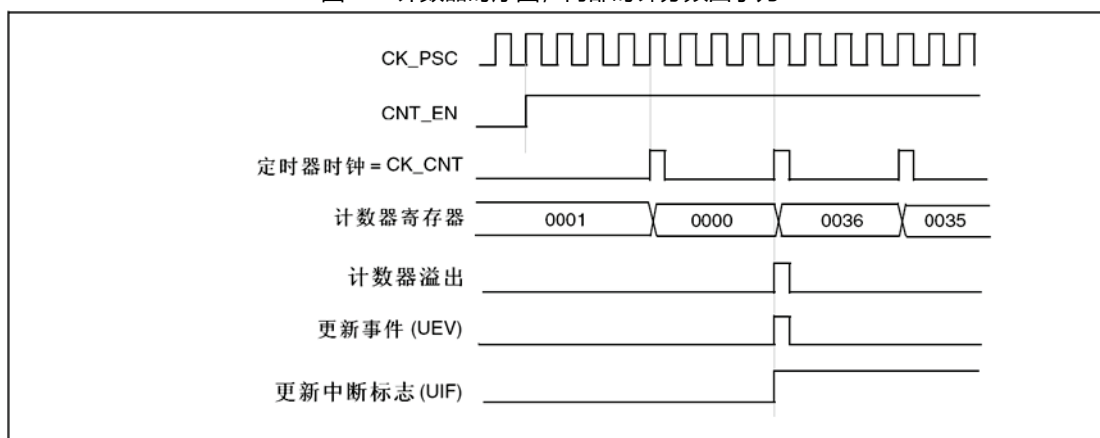 CK_PSC
CNT_EN
定时器时钟 = CK_CNT
计数器寄存器 0001 0000 0036 0035
计数器溢出
更新事件 (UEV)
更新中断标志 (UIF)